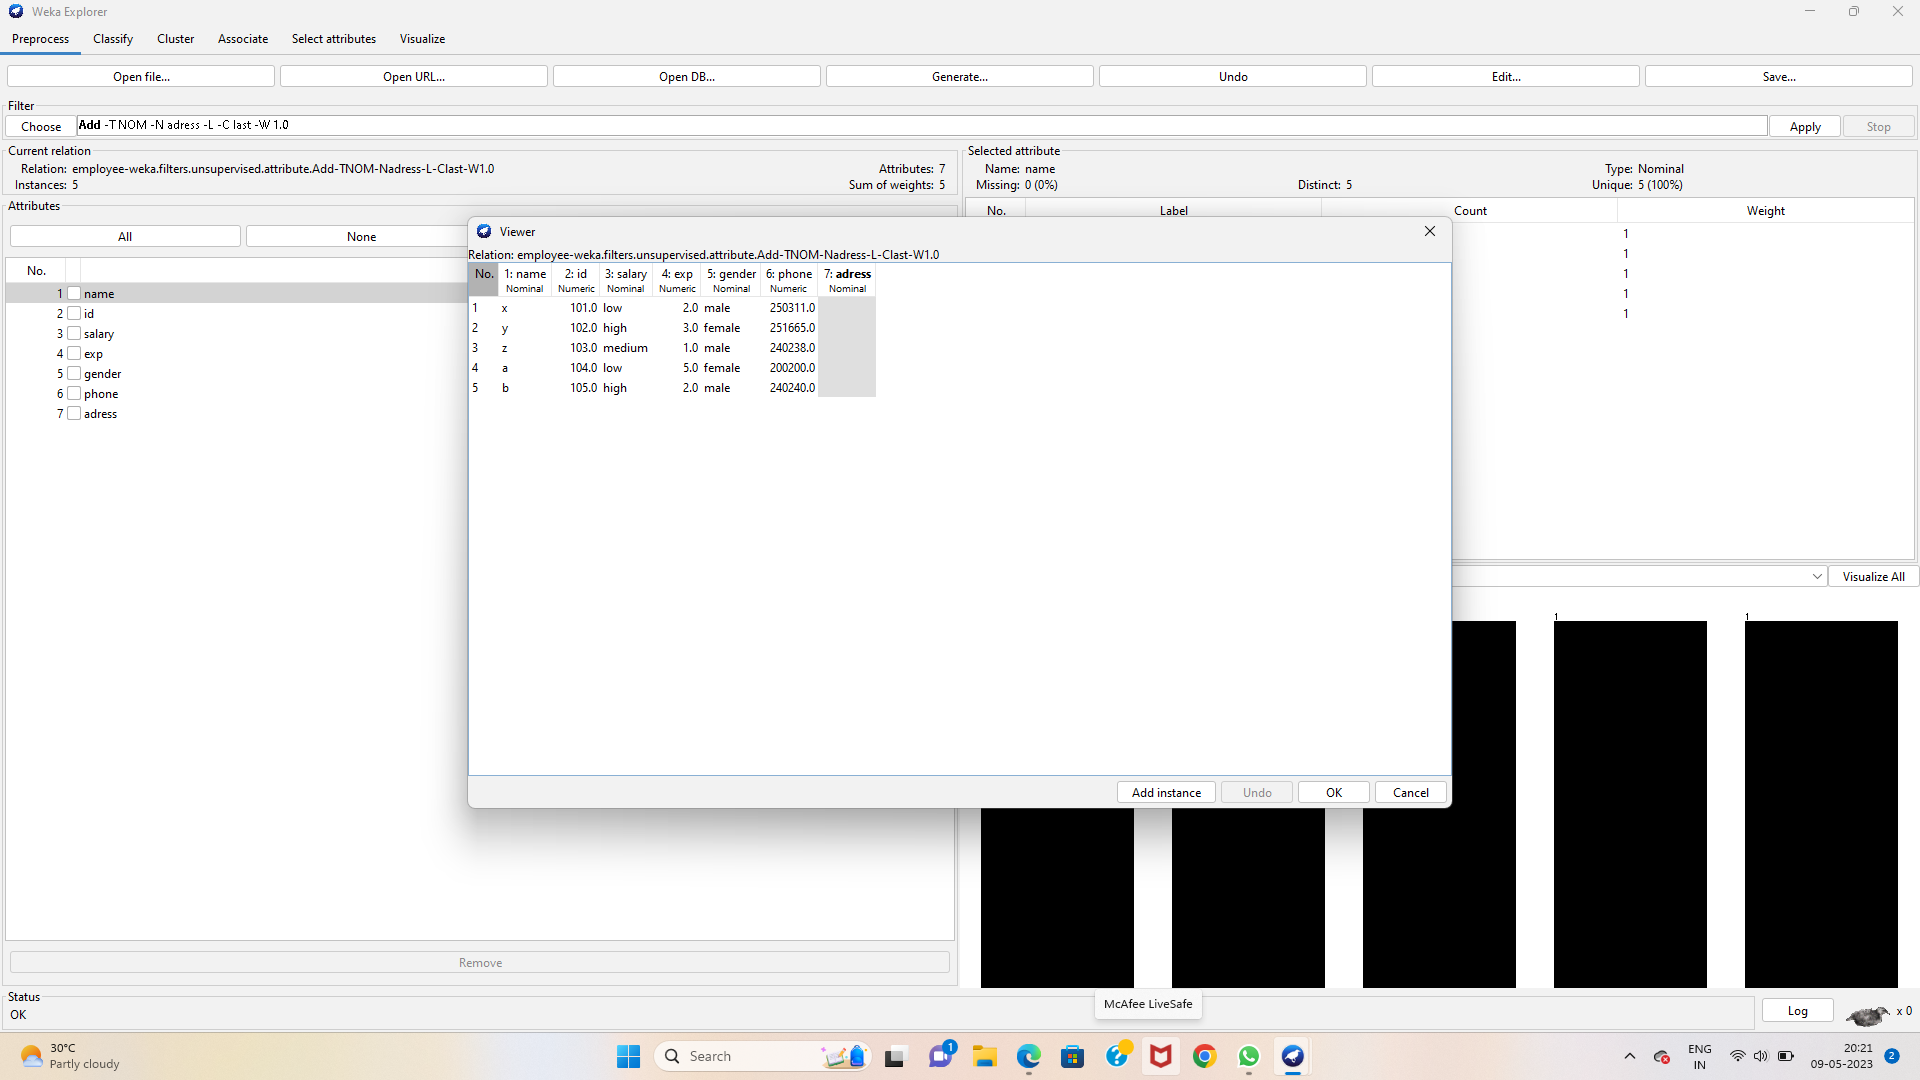 Weka Explorer
Preprocess Classify Cluster Associate Select attributes Visualize
Open file... Open URL... Open DB... Generate... Undo Edit... Save...
Filter
Choose Add -T NOM -N adress -L -C last -W 1.0 Apply Stop
Current relation
Relation: employee-weka.filters.unsupervised.attribute.Add-TNOM-Nadress-L-Clast-W1.0 Attributes: 7
Instances: 5 Sum of weights: 5
Selected attribute
Name: name Type: Nominal
Missing: 0 (0%) Distinct: 5 Unique: 5 (100%)
No. Label Count Weight
1
1
1
1
1
Attributes
All None
No.
1 name
2 id
3 salary
4 exp
5 gender
6 phone
7 adress
Remove
Viewer
Relation: employee-weka.filters.unsupervised.attribute.Add-TNOM-Nadress-L-Clast-W1.0
No. 1: name 2: id 3: salary 4: exp 5: gender 6: phone 7: adress
Nominal Numeric Nominal Numeric Nominal Numeric Nominal
1 x 101.0 low 2.0 male 250311.0
2 y 102.0 high 3.0 female 251665.0
3 z 103.0 medium 1.0 male 240238.0
4 a 104.0 low 5.0 female 200200.0
5 b 105.0 high 2.0 male 240240.0
Add instance Undo OK Cancel
Visualize All
1 1
Status
OK
McAfee LiveSafe
Log x 0
30°C
Partly cloudy
Search
1
ENG
IN
20:21
09-05-2023
2